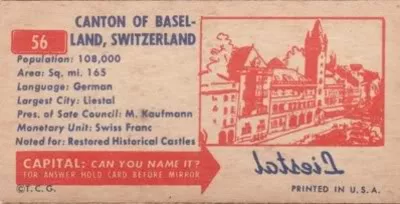 56
CANTON OF BASEL-
LAND, SWITZERLAND
Population: 108,000
Area: Sq. mi. 165
Language: German
Largest City: Liestal
Pres. of Sate Council: M. Kaufmann
Monetary Unit: Swiss Franc
Noted for: Restored Historical Castles
CAPITAL: CAN YOU NAME IT?
FOR ANSWER HOLD CARD BEFORE MIRROR
©T.C.G.
Liestal
PRINTED IN U.S.A.